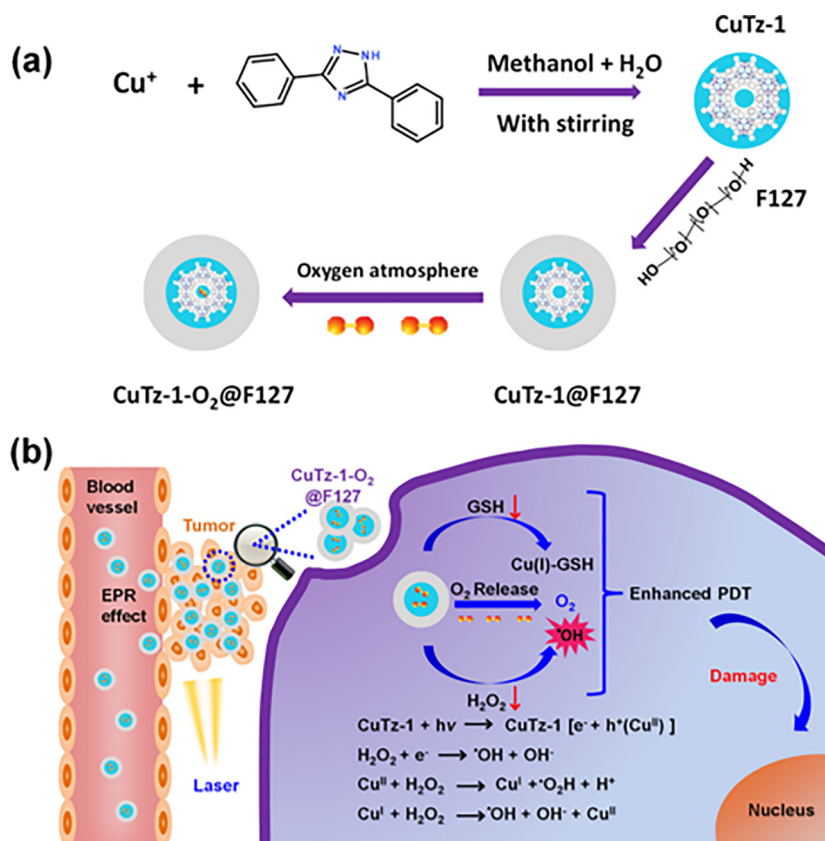 (a)
Cu⁺ +
N NH
N
Methanol + H₂O
With stirring
CuTz-1
HO O O O H
F127
Oxygen atmosphere
CuTz-1-O₂@F127
CuTz-1@F127
(b)
Blood
vessel
EPR
effect
Tumor
Laser
CuTz-1-O₂
@F127
GSH
Cu(I)-GSH
O₂ Release
O₂
•OH
H₂O₂
Enhanced PDT
Damage
CuTz-1 + hν → CuTz-1 [e⁻ + h⁺(Cuᴵᴵ) ]
H₂O₂ + e⁻ → •OH + OH⁻
Cuᴵᴵ + H₂O₂ → Cuᴵ + •O₂H + H⁺
Cuᴵ + H₂O₂ → •OH + OH⁻ + Cuᴵᴵ
Nucleus